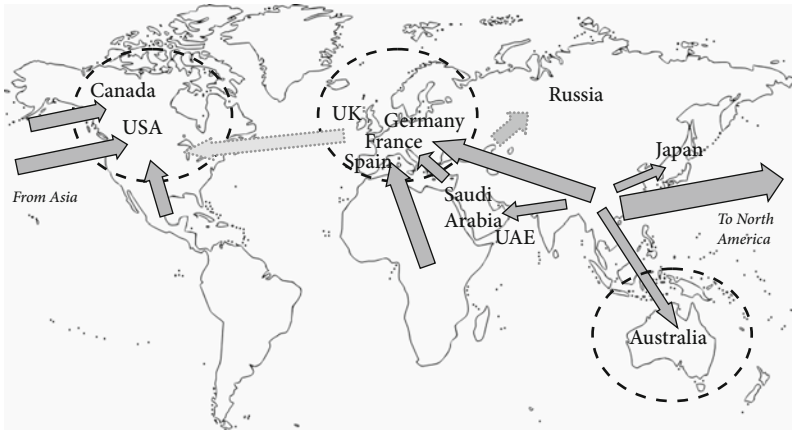 Canada
USA
From Asia
UK
Germany
France
Spain
Russia
Japan
Saudi
Arabia
UAE
To North
America
Australia